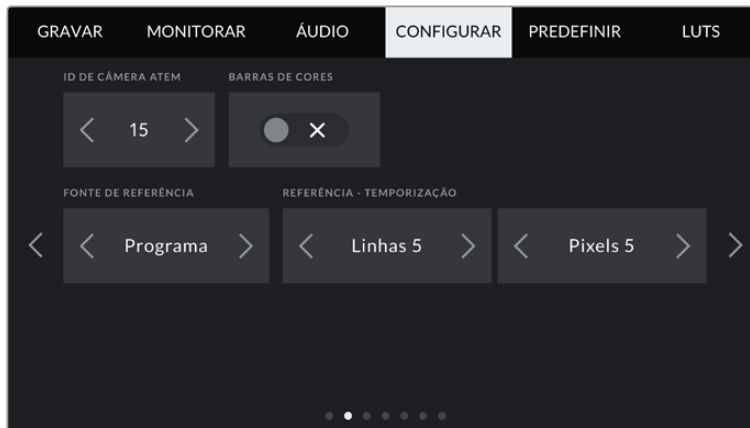 GRAVAR MONITORAR ÁUDIO CONFIGURAR PREDEFINIR LUTS
ID DE CÂMERA ATEM BARRAS DE CORES
15
FONTE DE REFERÊNCIA REFERÊNCIA - TEMPORIZAÇÃO
Programa Linhas 5 Pixels 5